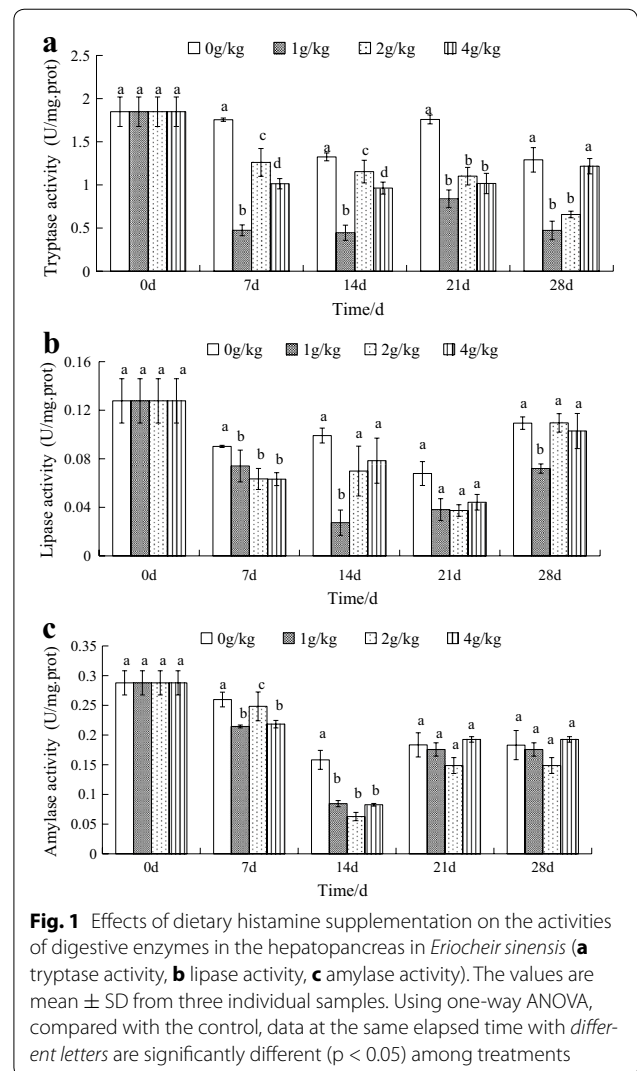 a
0g/kg 1g/kg 2g/kg 4g/kg
Tryptase activity (U/mg.prot)
2.5
2
1.5
1
0.5
0
a a a a
a b c d
a b c d
a b b b
a b b a
0d 7d 14d 21d 28d
Time/d
b
0g/kg 1g/kg 2g/kg 4g/kg
Lipase activity (U/mg.prot)
0.16
0.12
0.08
0.04
0
a a a a
a b b b
a b a a
a a a a
a b a a
0d 7d 14d 21d 28d
Time/d
c
0g/kg 1g/kg 2g/kg 4g/kg
Amylase activity (U/mg.prot)
0.35
0.3
0.25
0.2
0.15
0.1
0.05
0
a a a a
a b c b
a b b b
a a a a
a a a a
0d 7d 14d 21d 28d
Time/d
Fig. 1 Effects of dietary histamine supplementation on the activities
of digestive enzymes in the hepatopancreas in Eriocheir sinensis (a
tryptase activity, b lipase activity, c amylase activity). The values are
mean ± SD from three individual samples. Using one-way ANOVA,
compared with the control, data at the same elapsed time with differ-
ent letters are significantly different (p < 0.05) among treatments